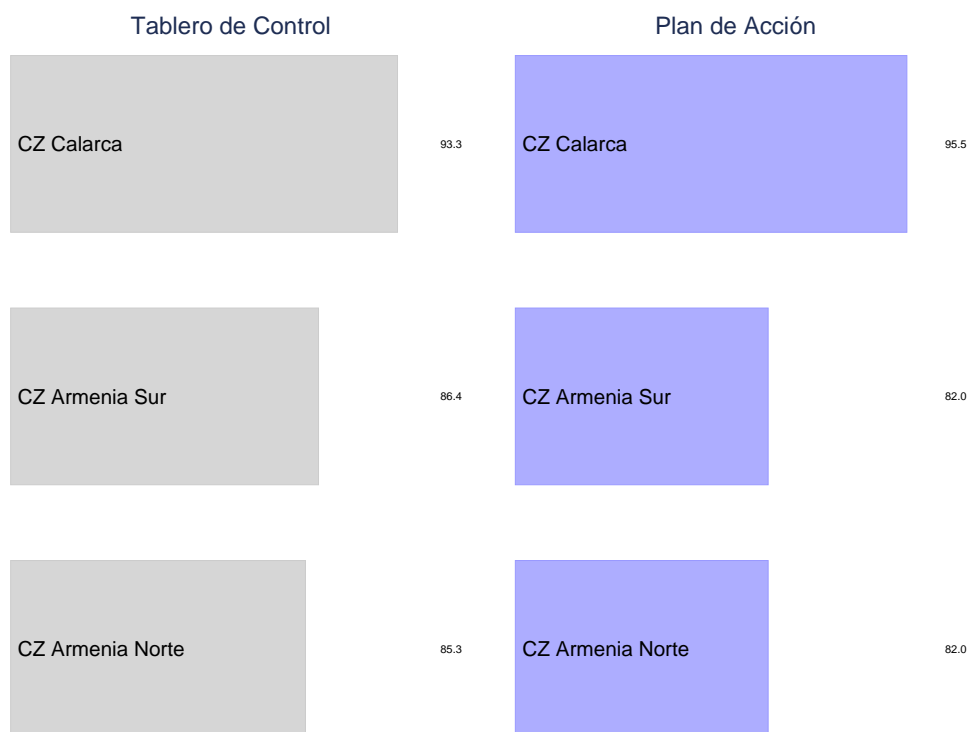 Tablero de Control
CZ Calarca 93.3
CZ Armenia Sur 86.4
CZ Armenia Norte 85.3
Plan de Acción
CZ Calarca 95.5
CZ Armenia Sur 82.0
CZ Armenia Norte 82.0